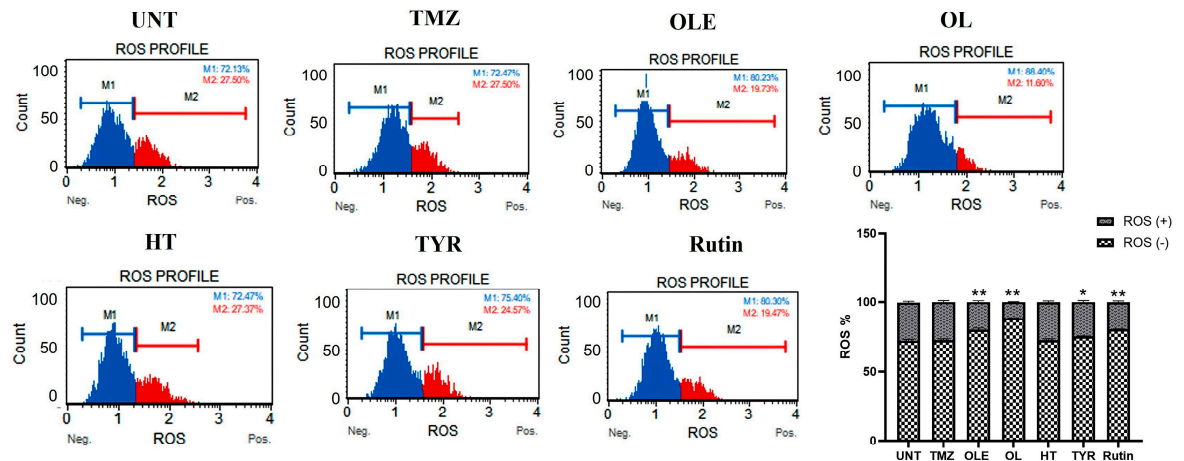 UNT
ROS PROFILE
M1: 72.13%
M2: 27.50%
M1
M2
Count
100
50
0
0 1 2 3 4
Neg. ROS Pos.
TMZ
ROS PROFILE
M1: 72.47%
M2: 27.50%
M1
M2
Count
100
50
0
0 1 2 3 4
Neg. ROS Pos.
OLE
ROS PROFILE
M1: 80.23%
M2: 19.73%
M1
M2
Count
100
50
0
0 1 2 3 4
Neg. ROS Pos.
OL
ROS PROFILE
M1: 88.40%
M2: 11.60%
M1
M2
Count
100
50
0
0 1 2 3 4
Neg. ROS Pos.
HT
ROS PROFILE
M1: 72.47%
M2: 27.37%
M1
M2
Count
100
50
0
0 1 2 3 4
Neg. ROS Pos.
TYR
ROS PROFILE
M1: 75.40%
M2: 24.57%
M1
M2
Count
100
50
0
0 1 2 3 4
Neg. ROS Pos.
Rutin
ROS PROFILE
M1: 80.30%
M2: 19.47%
M1
M2
Count
100
50
0
0 1 2 3 4
Neg. ROS Pos.
ROS (+)
ROS (-)
ROS %
150
100
50
0
** ** * **
UNT TMZ OLE OL HT TYR Rutin